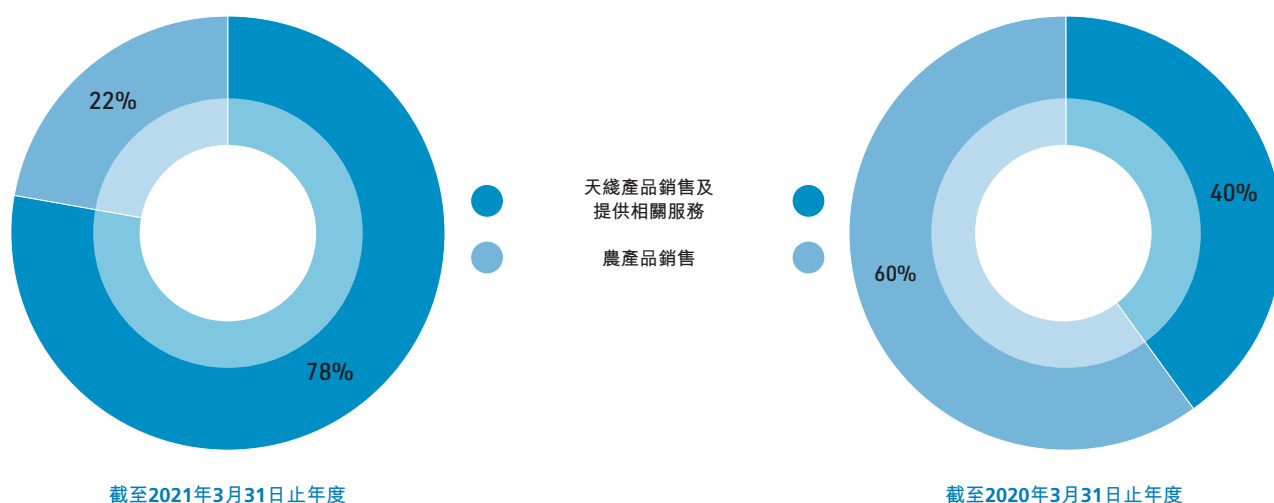 22%
78%
天綫產品銷售及
提供相關服務
農產品銷售
40%
60%
截至2021年3月31日止年度
截至2020年3月31日止年度